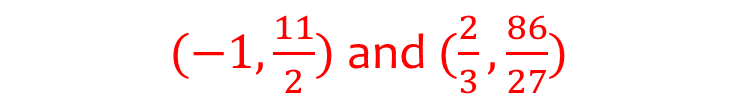 (−1, 11/2) and (2/3, 86/27)